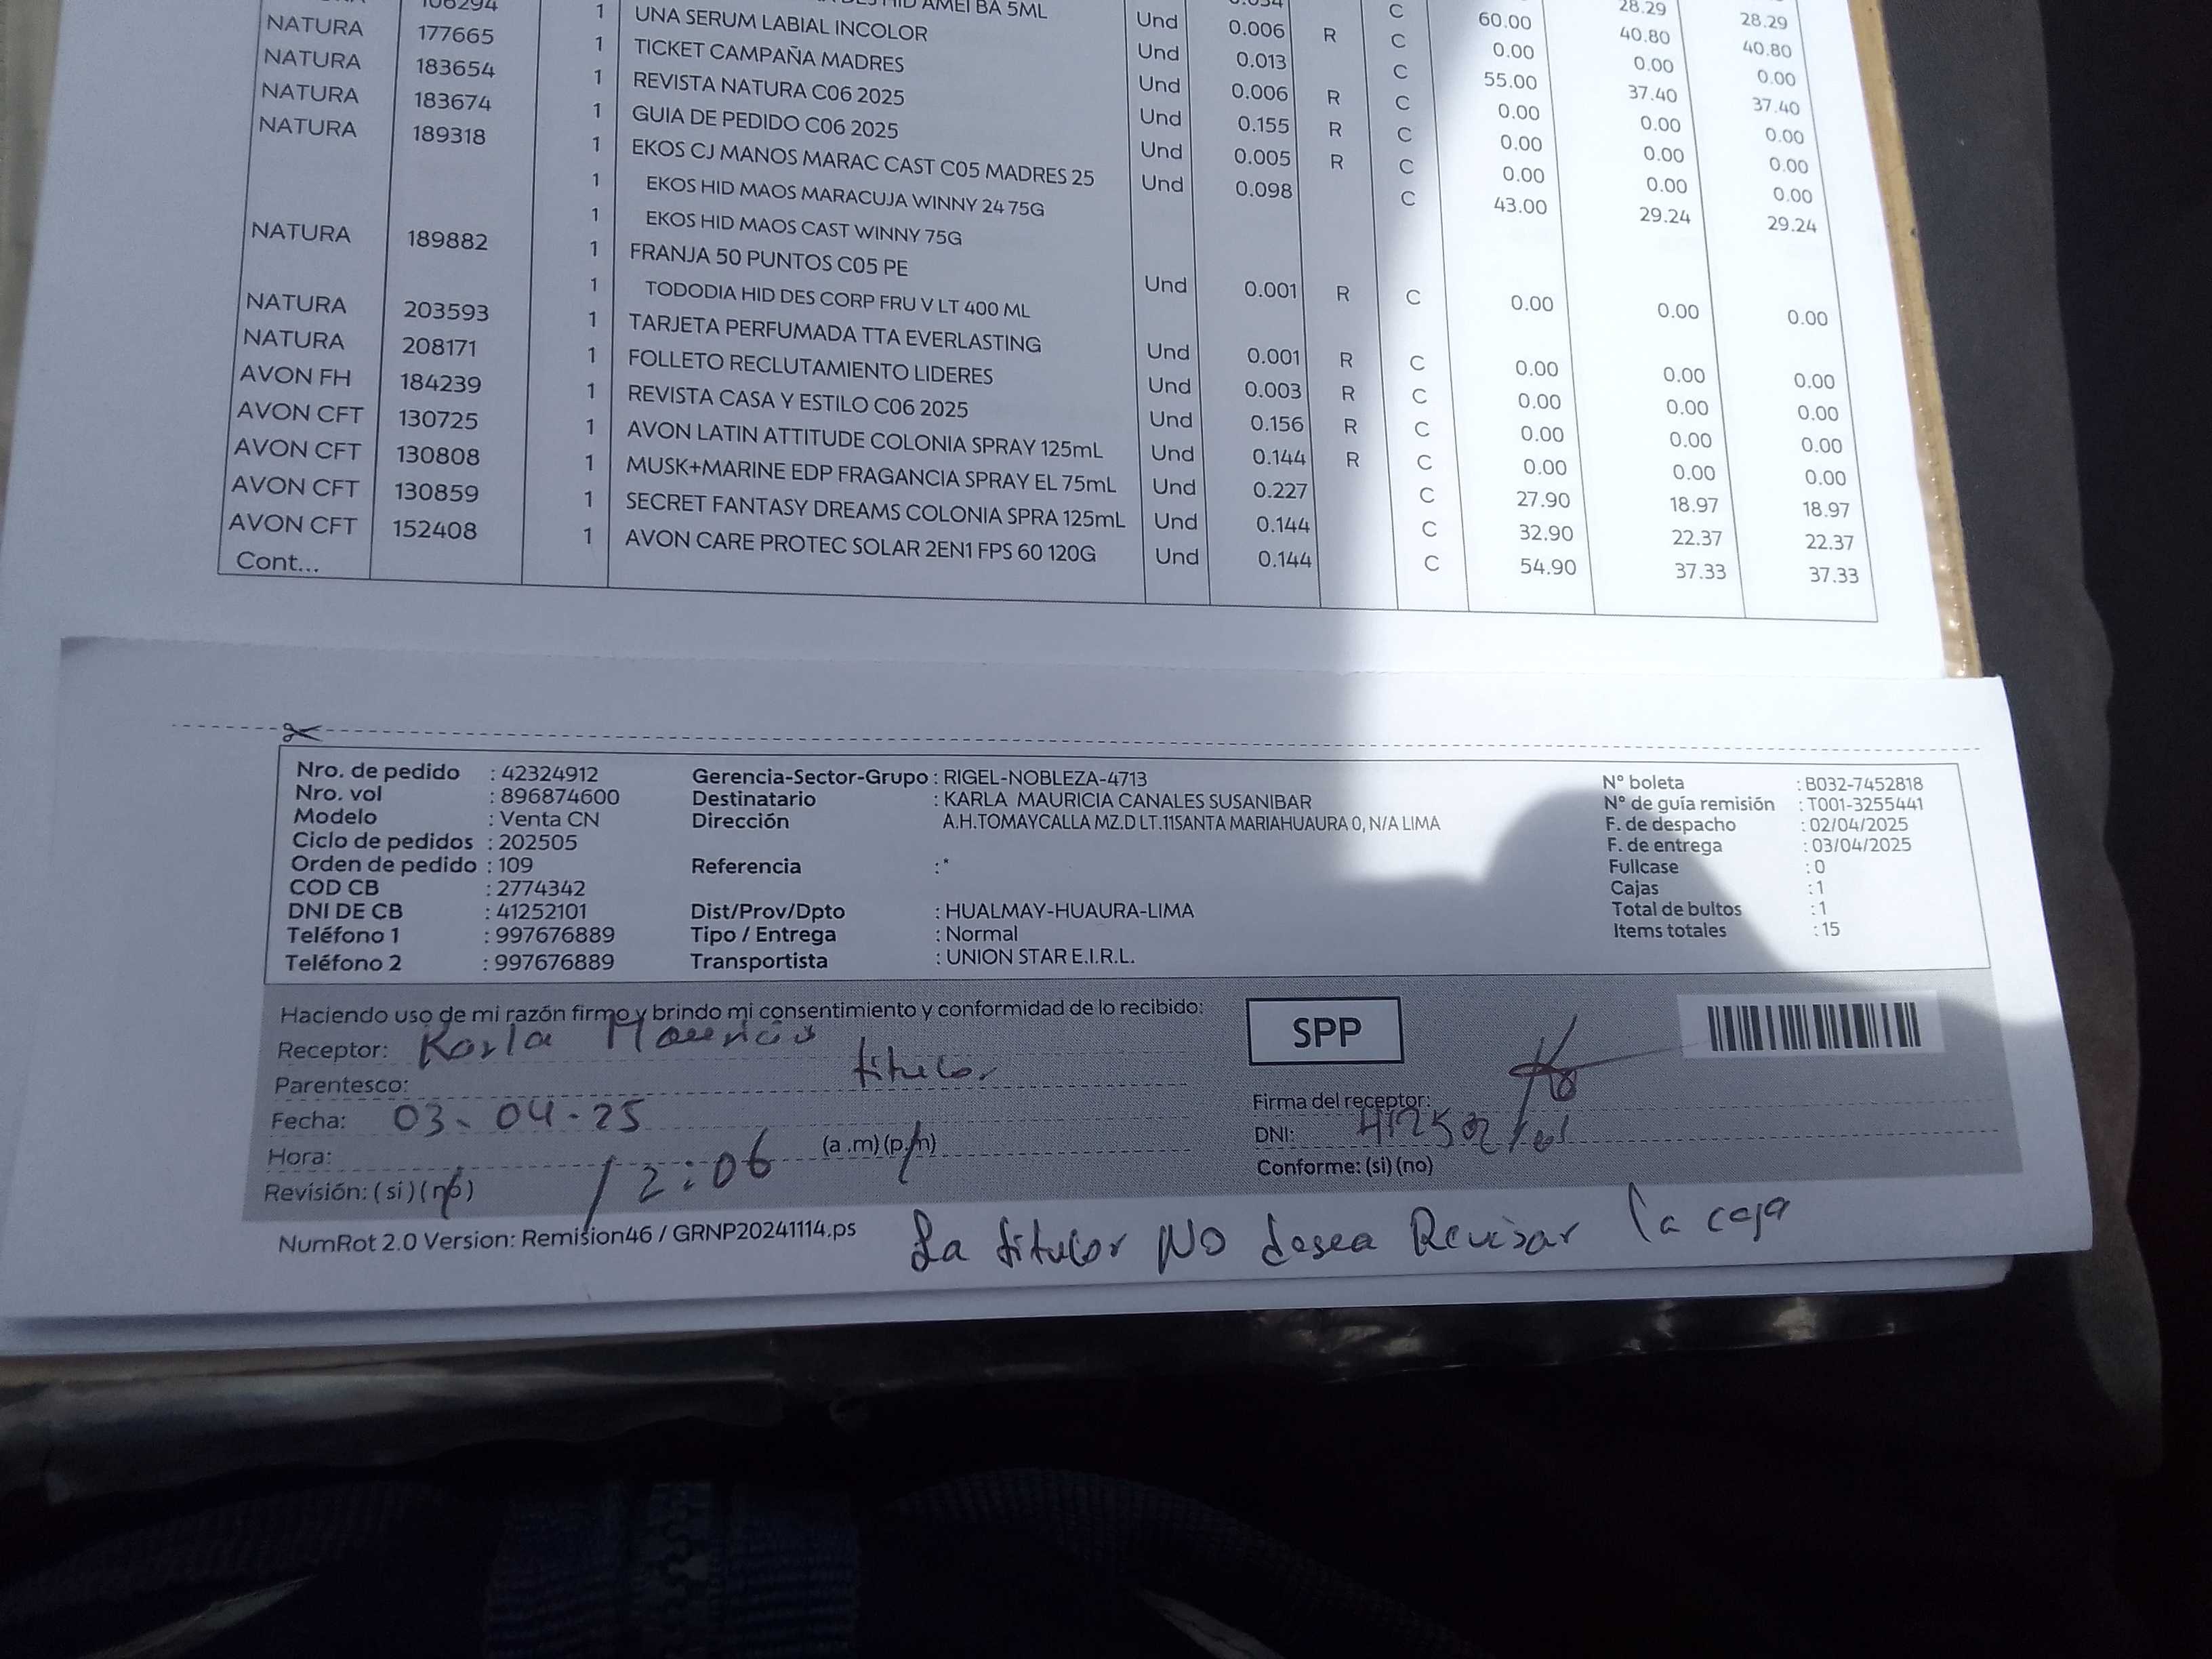 28.29 28.29
C 60.00 40.80 40.80
AMEI BA 5ML Und 0.006 R C 0.00 0.00 0.00
106294 1 UNA SERUM LABIAL INCOLOR Und 0.013 C 55.00 37.40 37.40
NATURA 177665 1 TICKET CAMPAÑA MADRES Und 0.006 R C 0.00 0.00 0.00
NATURA 183654 1 REVISTA NATURA C06 2025 Und 0.155 R C 0.00 0.00 0.00
NATURA 183674 1 GUIA DE PEDIDO C06 2025 Und 0.005 R C 0.00 0.00 0.00
NATURA 189318 1 EKOS CJ MANOS MARAC CAST C05 MADRES 25 Und 0.098 C 43.00 29.24 29.24
1 EKOS HID MAOS MARACUJA WINNY 24 75G
1 EKOS HID MAOS CAST WINNY 75G
NATURA 189882 1 FRANJA 50 PUNTOS C05 PE Und 0.001 R C 0.00 0.00 0.00
1 TODODIA HID DES CORP FRU V LT 400 ML
NATURA 203593 1 TARJETA PERFUMADA TTA EVERLASTING Und 0.001 R C 0.00 0.00 0.00
NATURA 208171 1 FOLLETO RECLUTAMIENTO LIDERES Und 0.003 R C 0.00 0.00 0.00
AVON FH 184239 1 REVISTA CASA Y ESTILO C06 2025 Und 0.156 R C 0.00 0.00 0.00
AVON CFT 130725 1 AVON LATIN ATTITUDE COLONIA SPRAY 125mL Und 0.144 R C 0.00 0.00 0.00
AVON CFT 130808 1 MUSK+MARINE EDP FRAGANCIA SPRAY EL 75mL Und 0.227 C 27.90 18.97 18.97
AVON CFT 130859 1 SECRET FANTASY DREAMS COLONIA SPRA 125mL Und 0.144 C 32.90 22.37 22.37
AVON CFT 152408 1 AVON CARE PROTEC SOLAR 2EN1 FPS 60 120G Und 0.144 C 54.90 37.33 37.33
Cont...
Nro. de pedido : 42324912 Gerencia-Sector-Grupo : RIGEL-NOBLEZA-4713 N° boleta : B032-7452818
Nro. vol : 896874600 Destinatario : KARLA MAURICIA CANALES SUSANIBAR N° de guía remisión : T001-3255441
Modelo : Venta CN Dirección A.H.TOMAYCALLA MZ.D LT.11SANTA MARIAHUAURA 0, N/A LIMA F. de despacho : 02/04/2025
Ciclo de pedidos : 202505 F. de entrega : 03/04/2025
Orden de pedido : 109 Referencia :* Fullcase : 0
COD CB : 2774342 Cajas : 1
DNI DE CB : 41252101 Dist/Prov/Dpto : HUALMAY-HUAURA-LIMA Total de bultos : 1
Teléfono 1 : 997676889 Tipo / Entrega : Normal Items totales : 15
Teléfono 2 : 997676889 Transportista : UNION STAR E.I.R.L.
Haciendo uso de mi razón firmo y brindo mi consentimiento y conformidad de lo recibido: SPP
Receptor: Karla Mauricia
Parentesco: titular
Firma del receptor:
Fecha: 03-04-25
DNI:
Hora: 12:06 (a.m) (p.m)
Conforme: (si) (no)
Revisión: (si) (no)
NumRot 2.0 Version: Remision46 / GRNP20241114.ps
La titular NO desea Revisar la caja